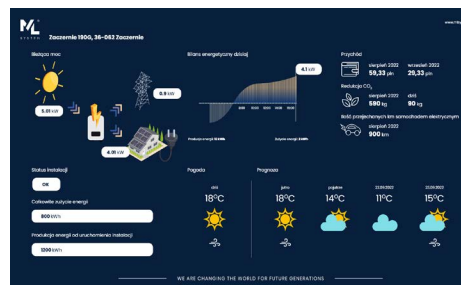 ML
SYSTEM
Zaczernie 190G, 36-062 Zaczernie
Bieżąca moc
5.01 kW
0.9 kW
4.01 kW
Bilans energetyczny dzisiaj
4.1 kW
Przychód
sierpień 2022
wrzesień 2022
59,33 pln
29,33 pln
Redukcja CO2
sierpień 2022
dziś
590 kg
90 kg
Ilość przejechanych km samochodem elektrycznym
sierpień 2022
900 km
Status instalacji
OK
Całkowite zużycie energii
800 kWh
Produkcja energii od uruchomienia instalacji
1200 kWh
Pogoda
dziś
18°C
Prognoza
jutro
18°C
pojutrze
14°C
22.09.2022
11°C
23.09.2022
15°C
WE ARE CHANGING THE WORLD FOR FUTURE GENERATIONS